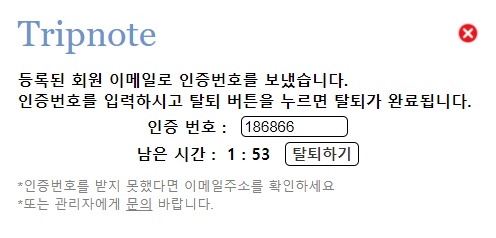 Tripnote
등록된 회원 이메일로 인증번호를 보냈습니다.
인증번호를 입력하시고 탈퇴 버튼을 누르면 탈퇴가 완료됩니다.
인증 번호 : 186866
남은 시간 : 1 : 53 탈퇴하기
*인증번호를 받지 못했다면 이메일주소를 확인하세요
*또는 관리자에게 문의 바랍니다.